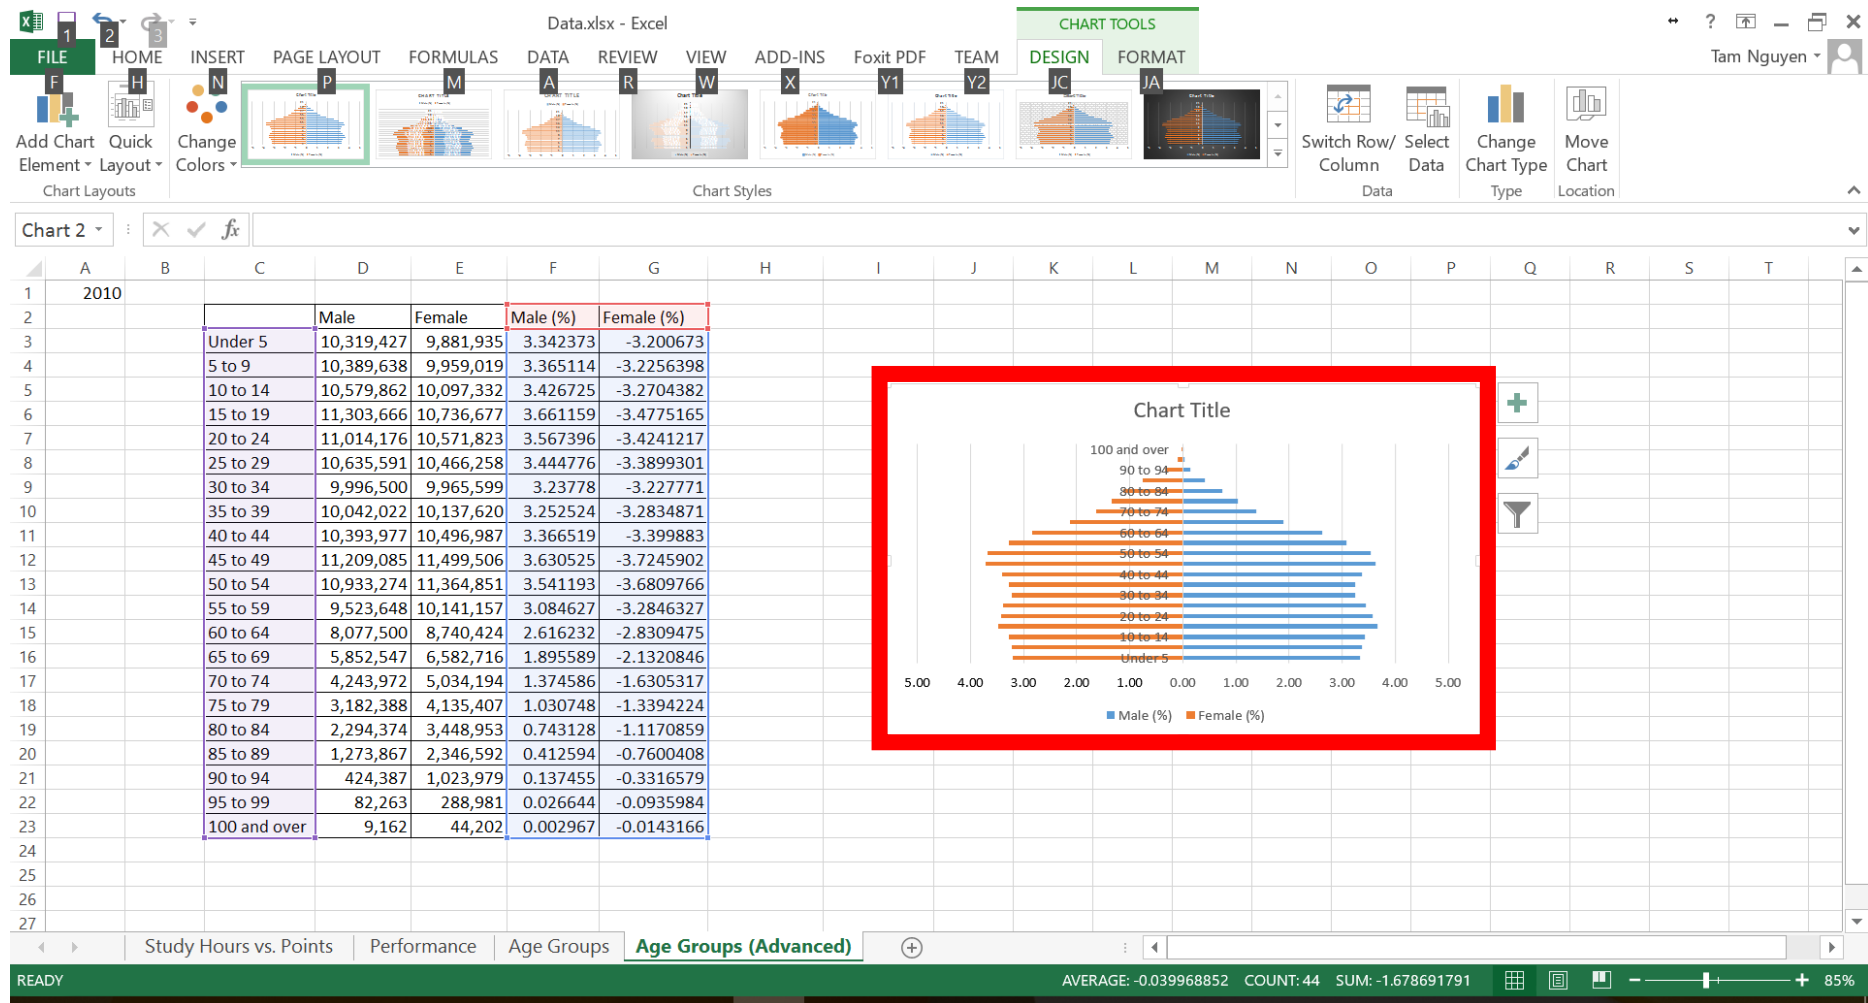 Data.xlsx - Excel
CHART TOOLS
?
1
2
3
FILE HOME INSERT PAGE LAYOUT FORMULAS DATA REVIEW VIEW ADD-INS Foxit PDF TEAM DESIGN FORMAT Tam Nguyen
F H N P M A R W X Y1 Y2 JC JA
Add Chart Element
Quick Layout
Change Colors
Switch Row/ Column
Select Data
Change Chart Type
Move Chart
Chart Layouts
Chart Styles
Data
Type
Location
Chart 2
fx
A B C D E F G H I J K L M N O P Q R S T
1 2010
2 Male Female Male (%) Female (%)
3 Under 5 10,319,427 9,881,935 3.342373 -3.200673
4 5 to 9 10,389,638 9,959,019 3.365114 -3.2256398
5 10 to 14 10,579,862 10,097,332 3.426725 -3.2704382
6 15 to 19 11,303,666 10,736,677 3.661159 -3.4775165
7 20 to 24 11,014,176 10,571,823 3.567396 -3.4241217
8 25 to 29 10,635,591 10,466,258 3.444776 -3.3899301
9 30 to 34 9,996,500 9,965,599 3.23778 -3.227771
10 35 to 39 10,042,022 10,137,620 3.252524 -3.2834871
11 40 to 44 10,393,977 10,496,987 3.366519 -3.399883
12 45 to 49 11,209,085 11,499,506 3.630525 -3.7245902
13 50 to 54 10,933,274 11,364,851 3.541193 -3.6809766
14 55 to 59 9,523,648 10,141,157 3.084627 -3.2846327
15 60 to 64 8,077,500 8,740,424 2.616232 -2.8309475
16 65 to 69 5,852,547 6,582,716 1.895589 -2.1320846
17 70 to 74 4,243,972 5,034,194 1.374586 -1.6305317
18 75 to 79 3,182,388 4,135,407 1.030748 -1.3394224
19 80 to 84 2,294,374 3,448,953 0.743128 -1.1170859
20 85 to 89 1,273,867 2,346,592 0.412594 -0.7600408
21 90 to 94 424,387 1,023,979 0.137455 -0.3316579
22 95 to 99 82,263 288,981 0.026644 -0.0935984
23 100 and over 9,162 44,202 0.002967 -0.0143166
24
25
26
27
Chart Title
100 and over
90 to 94
80 to 84
70 to 74
60 to 64
50 to 54
40 to 44
30 to 34
20 to 24
10 to 14
Under 5
5.00 4.00 3.00 2.00 1.00 0.00 1.00 2.00 3.00 4.00 5.00
Male (%) Female (%)
Study Hours vs. Points Performance Age Groups Age Groups (Advanced)
READY AVERAGE: -0.039968852 COUNT: 44 SUM: -1.678691791 85%